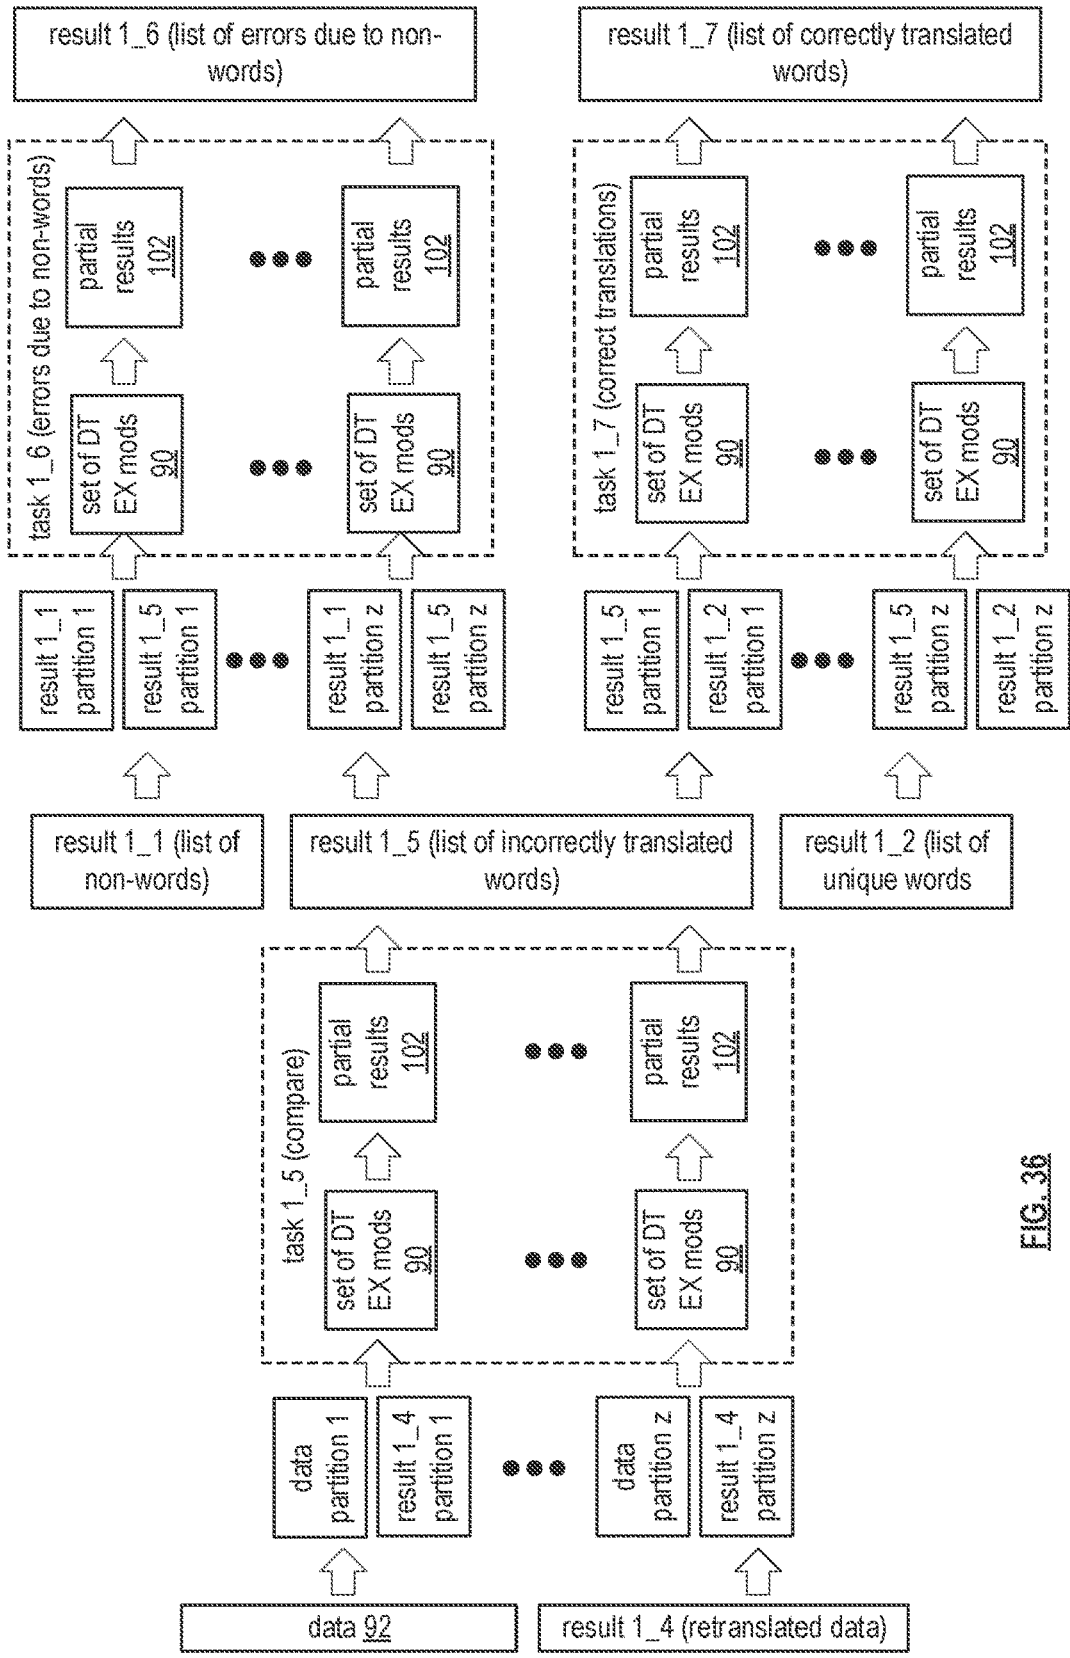 data 92
result 1_4 (retranslated data)
data
partition 1
result 1_4
partition 1
data
partition z
result 1_4
partition z
task 1_5 (compare)
set of DT
EX mods
90
partial
results
102
set of DT
EX mods
90
partial
results
102
result 1_1 (list of
non-words)
result 1_5 (list of incorrectly translated
words)
result 1_2 (list of
unique words
result 1_1
partition 1
result 1_5
partition 1
result 1_1
partition z
result 1_5
partition z
task 1_6 (errors due to non-words)
set of DT
EX mods
90
partial
results
102
set of DT
EX mods
90
partial
results
102
result 1_6 (list of errors due to non-
words)
result 1_5
partition 1
result 1_2
partition 1
result 1_5
partition z
result 1_2
partition z
task 1_7 (correct translations)
set of DT
EX mods
90
partial
results
102
set of DT
EX mods
90
partial
results
102
result 1_7 (list of correctly translated
words)
FIG. 36